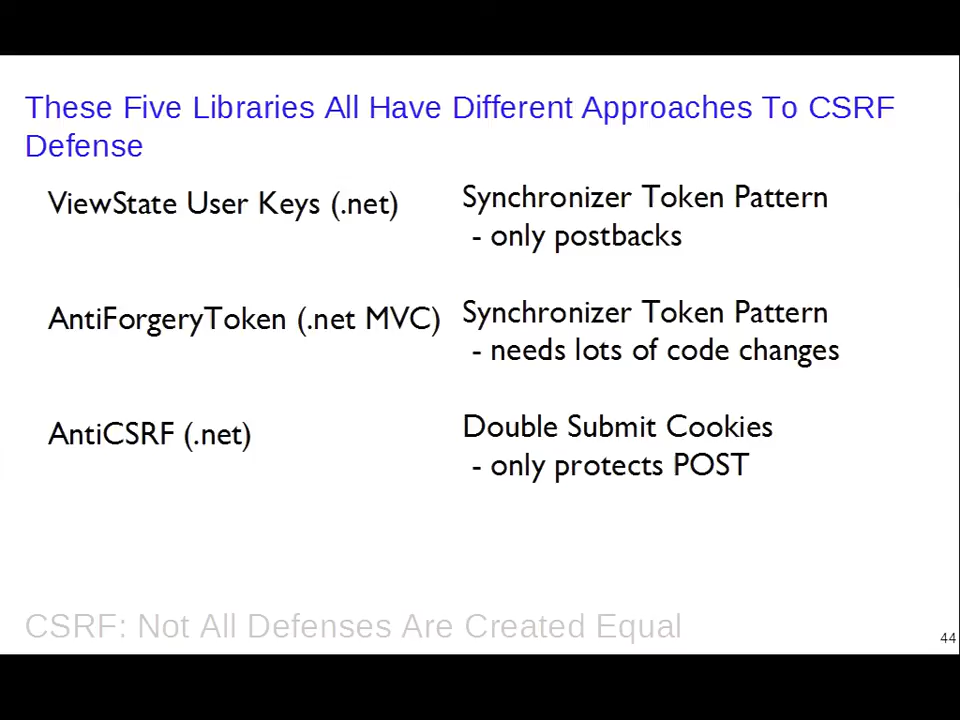 These Five Libraries All Have Different Approaches To CSRF
Defense
ViewState User Keys (.net)
Synchronizer Token Pattern
- only postbacks
AntiForgeryToken (.net MVC)
Synchronizer Token Pattern
- needs lots of code changes
AntiCSRF (.net)
Double Submit Cookies
- only protects POST
CSRF: Not All Defenses Are Created Equal
44